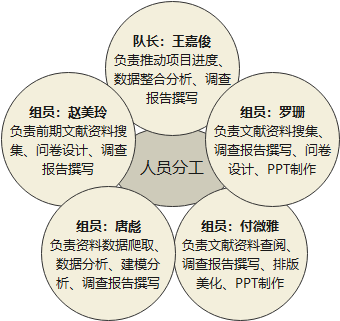 队长：王嘉俊
负责推动项目进度、
数据整合分析、调查
报告撰写
组员：赵美玲
负责前期文献资料搜
集、问卷设计、调查
报告撰写
组员：罗珊
负责文献资料搜集、
调查报告撰写、问卷
设计、PPT制作
人员分工
组员：唐彪
负责资料数据爬取、
数据分析、建模分
析、调查报告撰写
组员：付微雅
负责文献资料查阅、
调查报告撰写、排版
美化、PPT制作